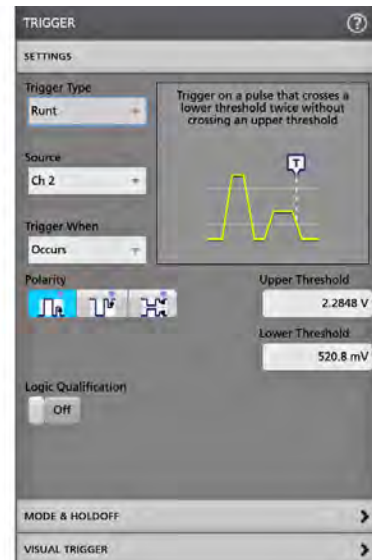 TRIGGER
?
SETTINGS
Trigger Type
Runt
Trigger on a pulse that crosses a
lower threshold twice without
crossing an upper threshold
T
Source
Ch 2
Trigger When
Occurs
Polarity
Upper Threshold
2.2848 V
Lower Threshold
520.8 mV
Logic Qualification
Off
MODE & HOLDOFF
VISUAL TRIGGER